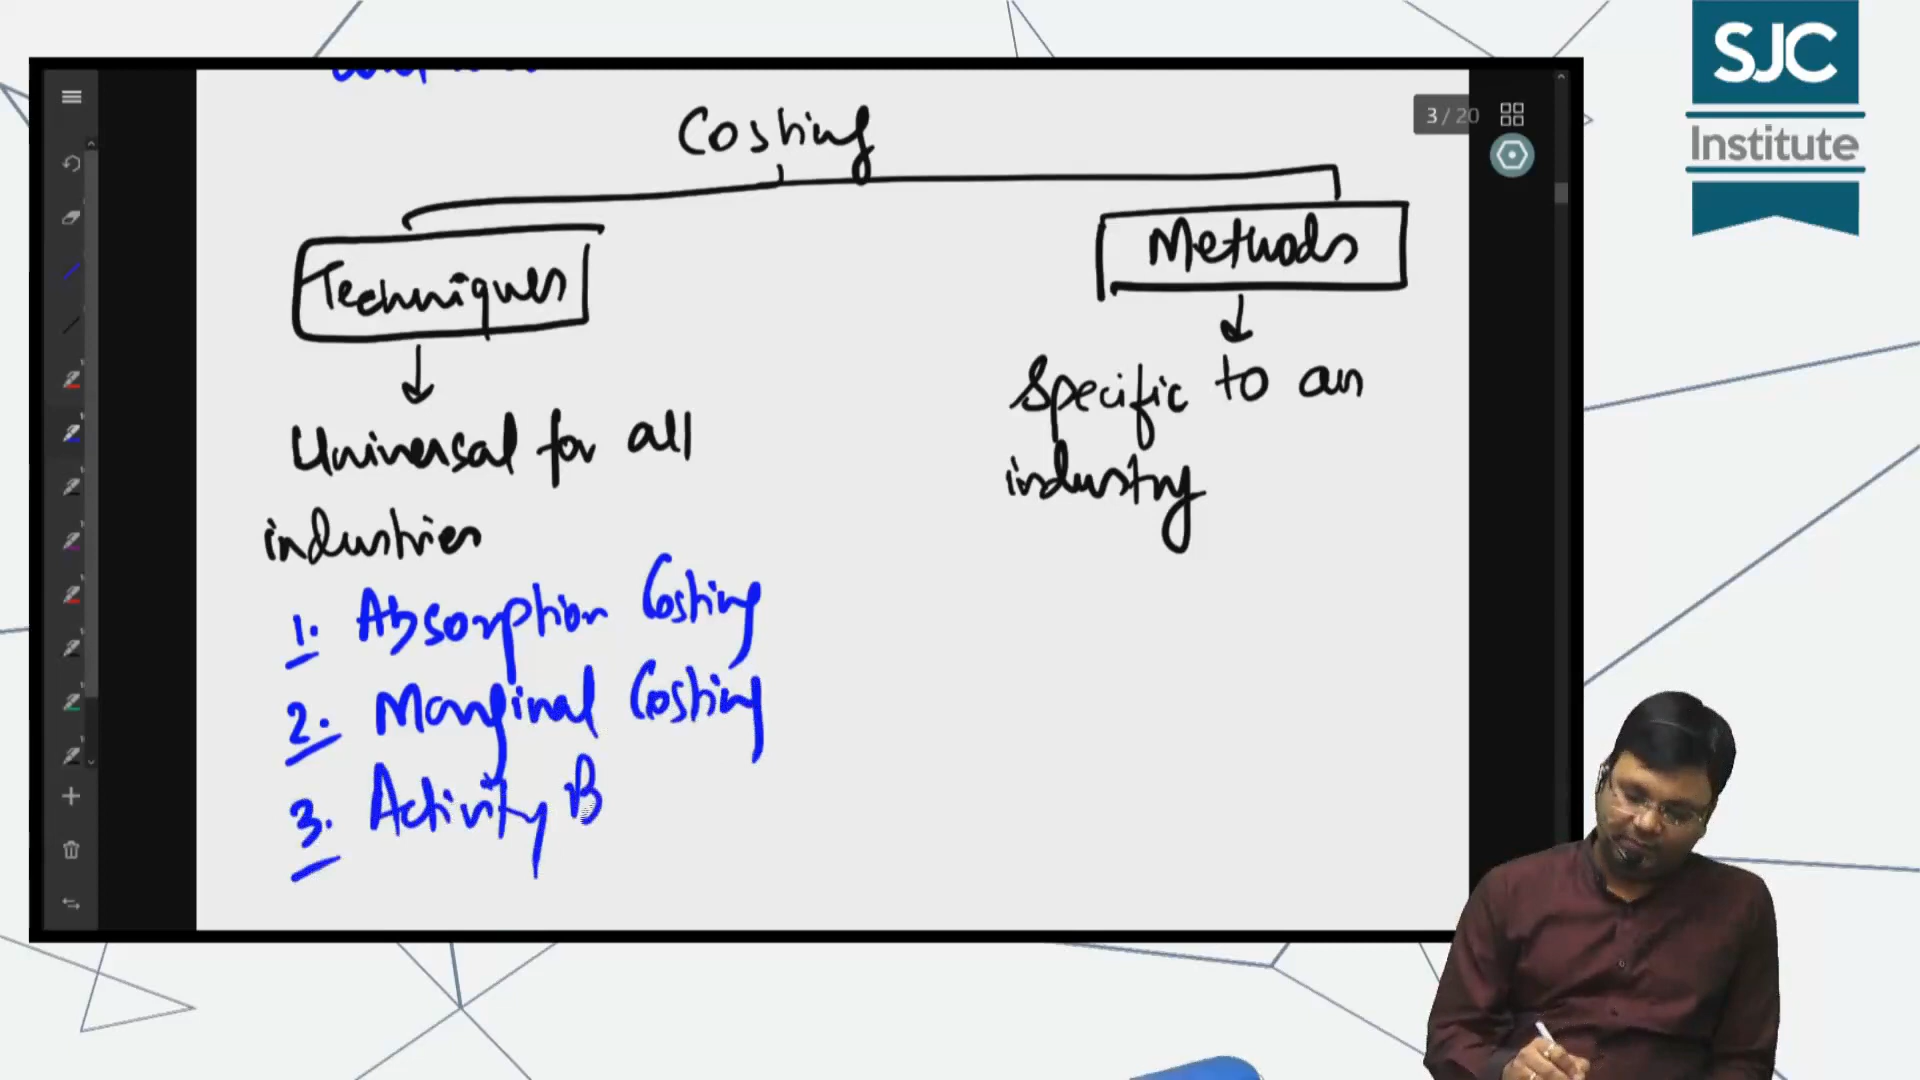 SJC
Institute
3 / 20
Costing
Techniques
Methods
Universal for all
industries
Specific to an
industry
1. Absorption Costing
2. Marginal Costing
3. Activity B